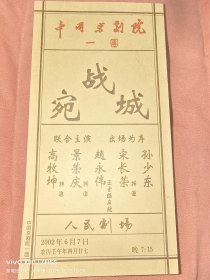 中国京剧院
一團
战
宛
城
联合主演
出场为序
孙少东
宋长荣
赵永伟
景荣庆
高牧坤
人民剧场
2002年6月7日
农历壬午年四月廿七
晚7:15